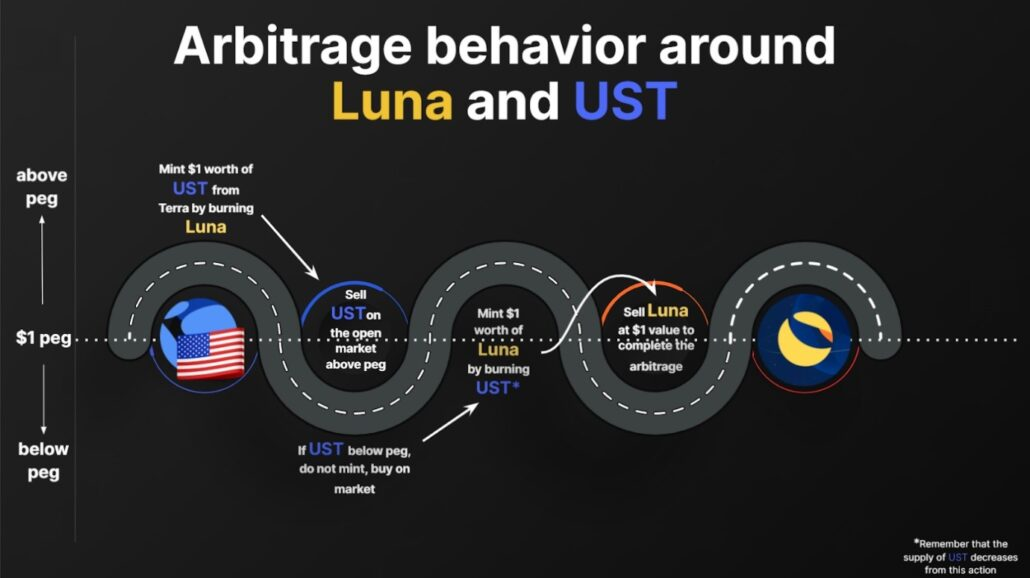 Arbitrage behavior around
Luna and UST
above
peg
$1 peg
below
peg
Mint $1 worth of
UST from
Terra by burning
Luna
Sell
UST on
the open
market
above peg
If UST below peg,
do not mint, buy on
market
Mint $1
worth of
Luna
by burning
UST*
Sell Luna
at $1 value to
complete the
arbitrage
*Remember that the
supply of UST decreases
from this action